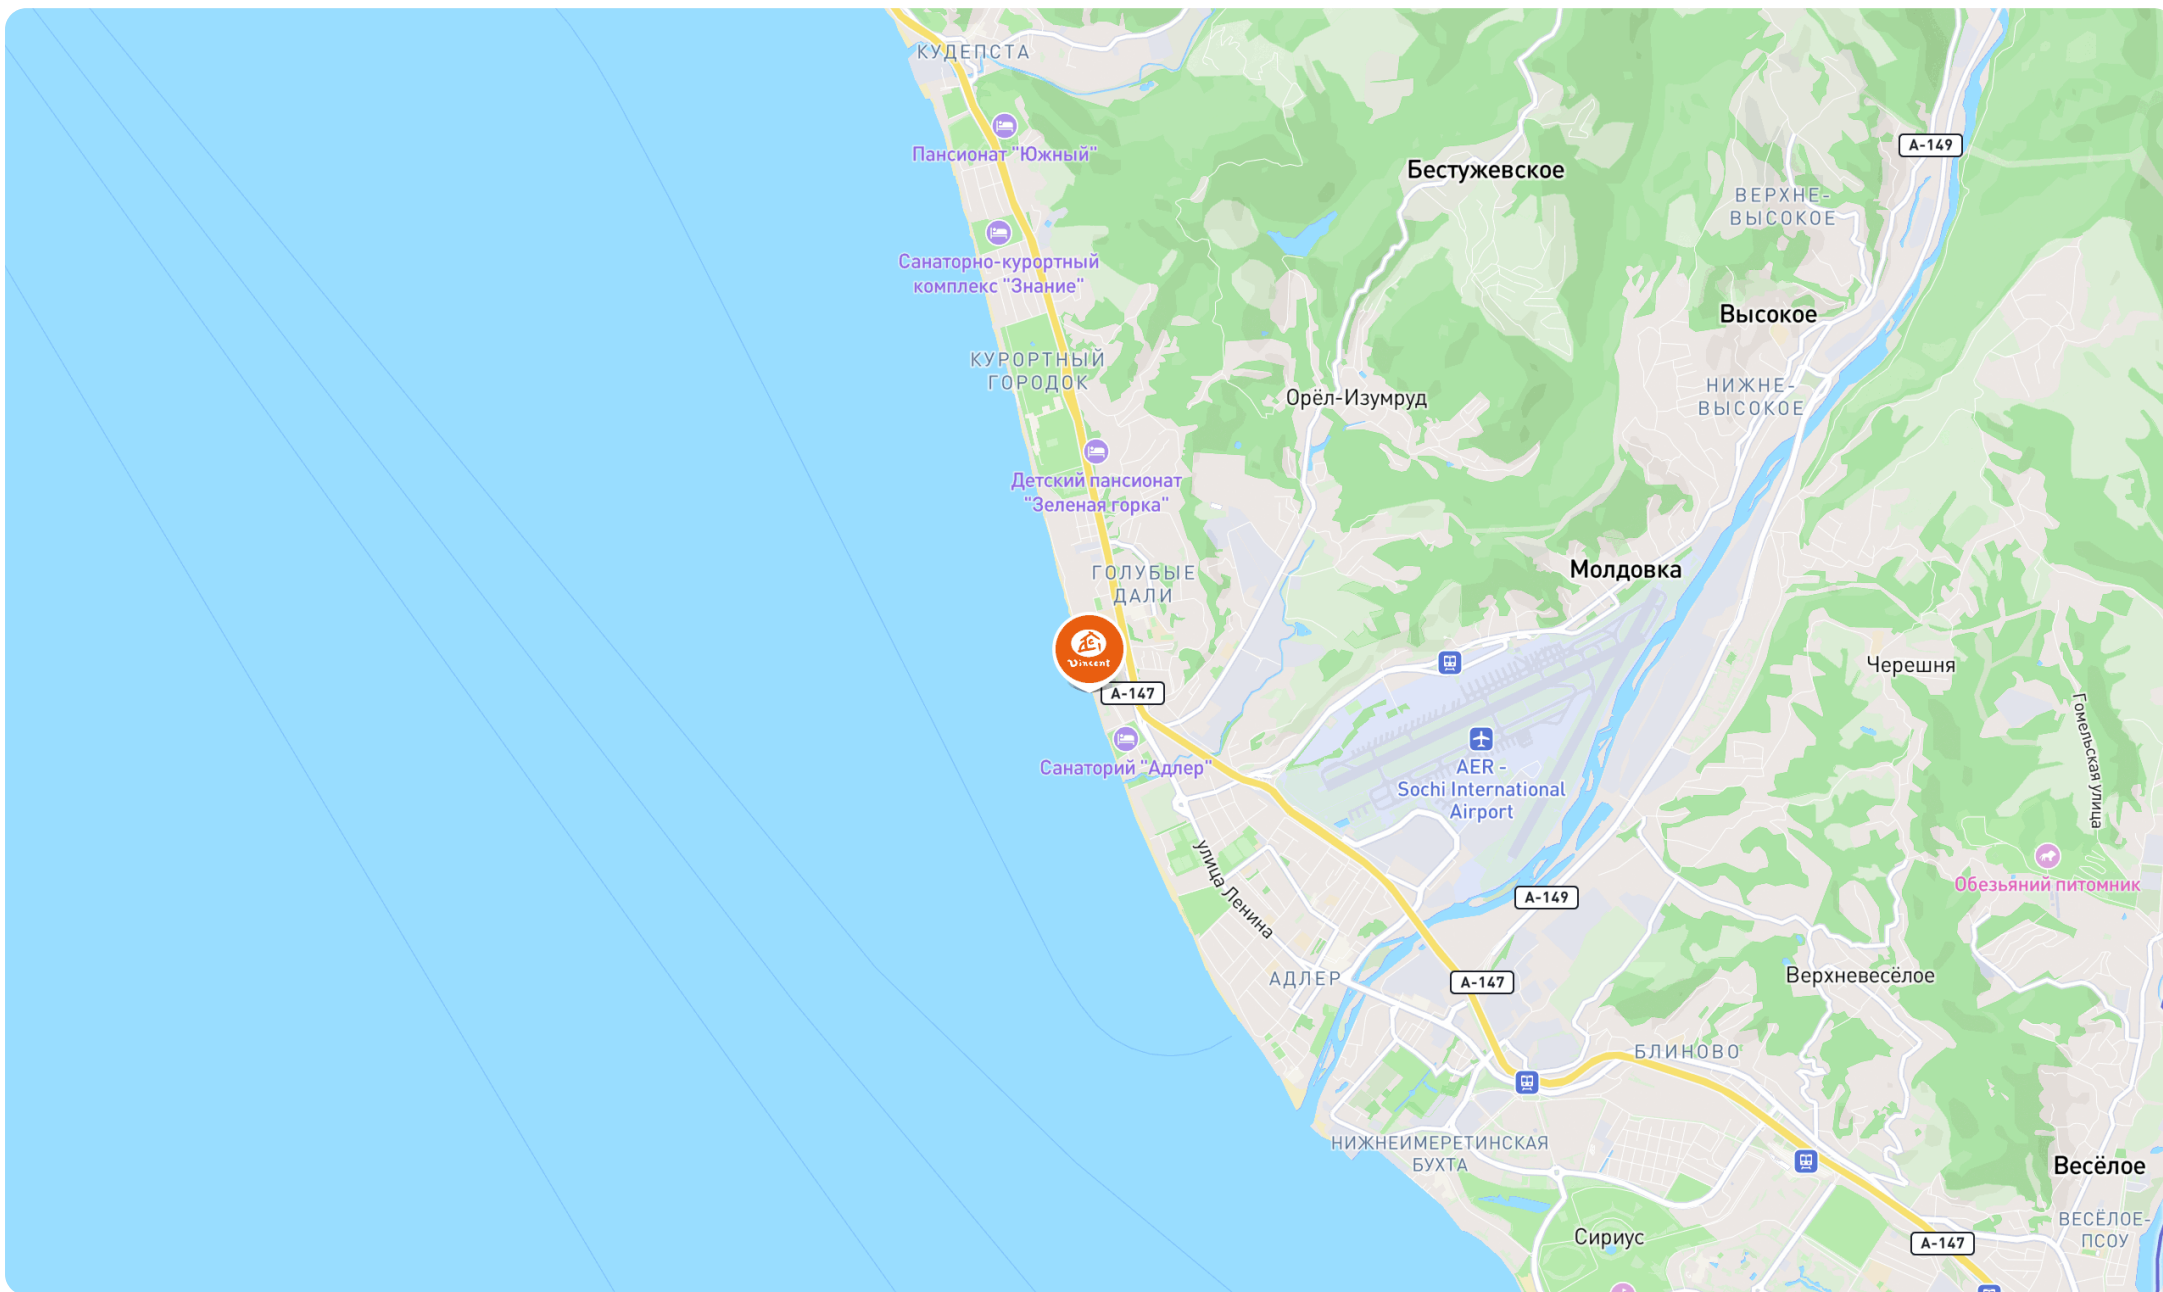 КУДЕПСТА
Пансионат "Южный"
А-149
Бестужевское
ВЕРХНЕ-
ВЫСОКОЕ
Санаторно-курортный
комплекс "Знание"
Высокое
КУРОРТНЫЙ
ГОРОДОК
НИЖНЕ-
ВЫСОКОЕ
Орёл-Изумруд
Детский пансионат
"Зеленая горка"
ГОЛУБЫЕ
ДАЛИ
Молдовка
Vincent
А-147
Черешня
Гомельская улица
Санаторий "Адлер"
AER -
Sochi International
Airport
улица Ленина
Обезьяний питомник
А-149
АДЛЕР
А-147
Верхневесёлое
БЛИНОВО
НИЖНЕИМЕРЕТИНСКАЯ
БУХТА
Весёлое
Сириус
А-147
ВЕСЁЛОЕ-
ПСОУ